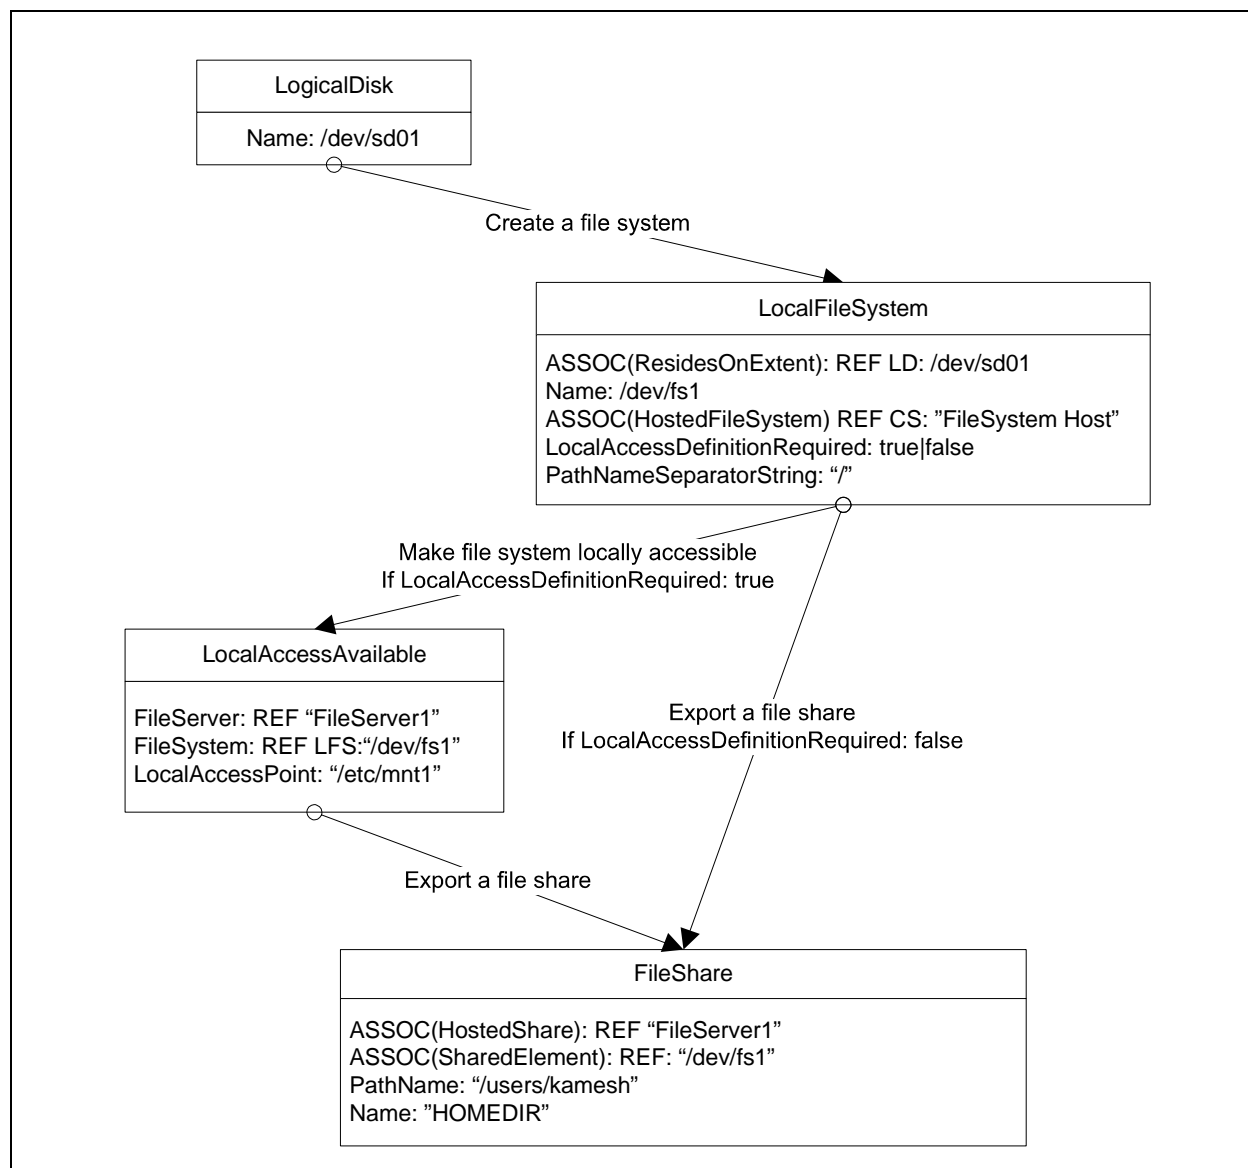 LogicalDisk
Name: /dev/sd01
Create a file system
LocalFileSystem
ASSOC(ResidesOnExtent): REF LD: /dev/sd01
Name: /dev/fs1
ASSOC(HostedFileSystem) REF CS: ”FileSystem Host”
LocalAccessDefinitionRequired: true|false
PathNameSeparatorString: “/”
Make file system locally accessible
If LocalAccessDefinitionRequired: true
LocalAccessAvailable
FileServer: REF “FileServer1”
FileSystem: REF LFS:“/dev/fs1”
LocalAccessPoint: “/etc/mnt1”
Export a file share
If LocalAccessDefinitionRequired: false
Export a file share
FileShare
ASSOC(HostedShare): REF “FileServer1”
ASSOC(SharedElement): REF: “/dev/fs1”
PathName: “/users/kamesh”
Name: ”HOMEDIR”